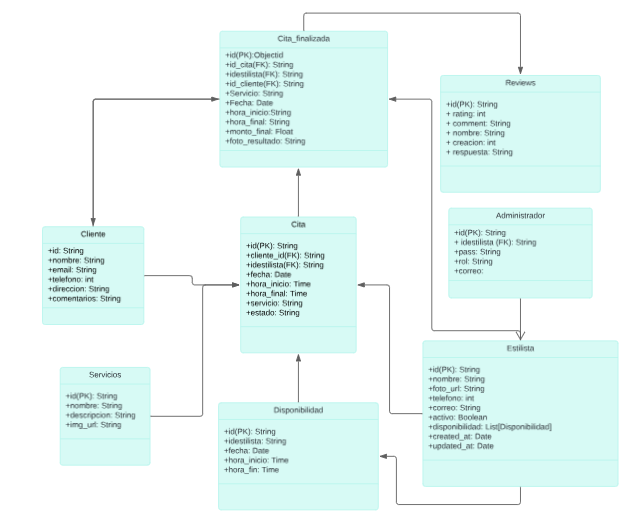 Cita_finalizada
+id(PK):Objectid
+id_cita(FK): String
+idestilista(FK): String
+id_cliente(FK): String
+Servicio: String
+Fecha: Date
+hora_inicio:String
+hora_final: String
+monto_final: Float
+foto_resultado: String
Reviews
+id(PK): String
+ rating: int
+ comment: String
+ nombre: String
+ creacion: int
+ respuesta: String
Administrador
+id(PK): String
+ idestilista (FK): String
+pass: String
+rol: String
+correo:
Cliente
+id: String
+nombre: String
+email: String
+telefono: int
+direccion: String
+comentarios: String
Cita
+id(PK): String
+cliente_id(FK): String
+idestilista(FK): String
+fecha: Date
+hora_inicio: Time
+hora_final: Time
+servicio: String
+estado: String
Servicios
+id(PK): String
+nombre: String
+descripcion: String
+img_url: String
Disponibilidad
+id(PK): String
+idestilista: String
+fecha: Date
+hora_inicio: Time
+hora_fin: Time
Estilista
+id(PK): String
+nombre: String
+foto_url: String
+telefono: int
+correo: String
+activo: Boolean
+disponibilidad: List[Disponibilidad]
+created_at: Date
+updated_at: Date